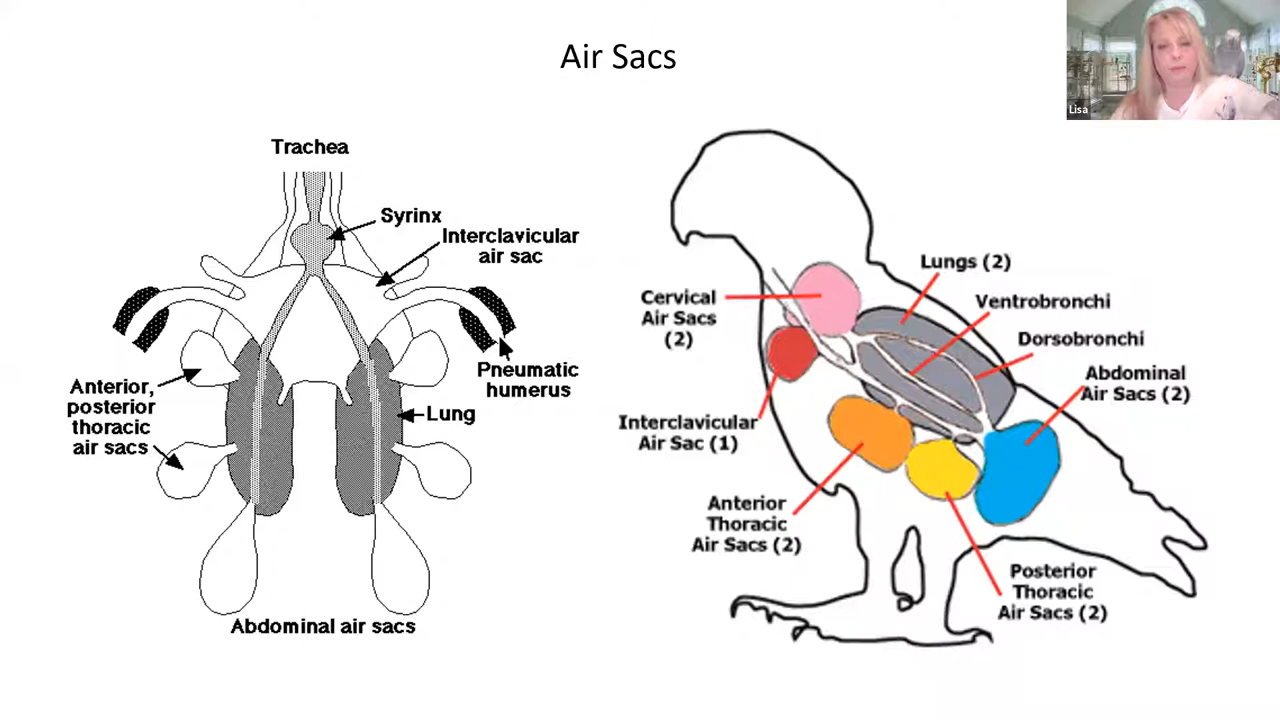 Air Sacs
Lisa
Trachea
Syrinx
Interclavicular
air sac
Pneumatic
humerus
Anterior,
posterior
thoracic
air sacs
Lung
Abdominal air sacs
Lungs (2)
Ventrobronchi
Dorsobronchi
Abdominal
Air Sacs (2)
Cervical
Air Sacs
(2)
Interclavicular
Air Sac (1)
Anterior
Thoracic
Air Sacs (2)
Posterior
Thoracic
Air Sacs (2)